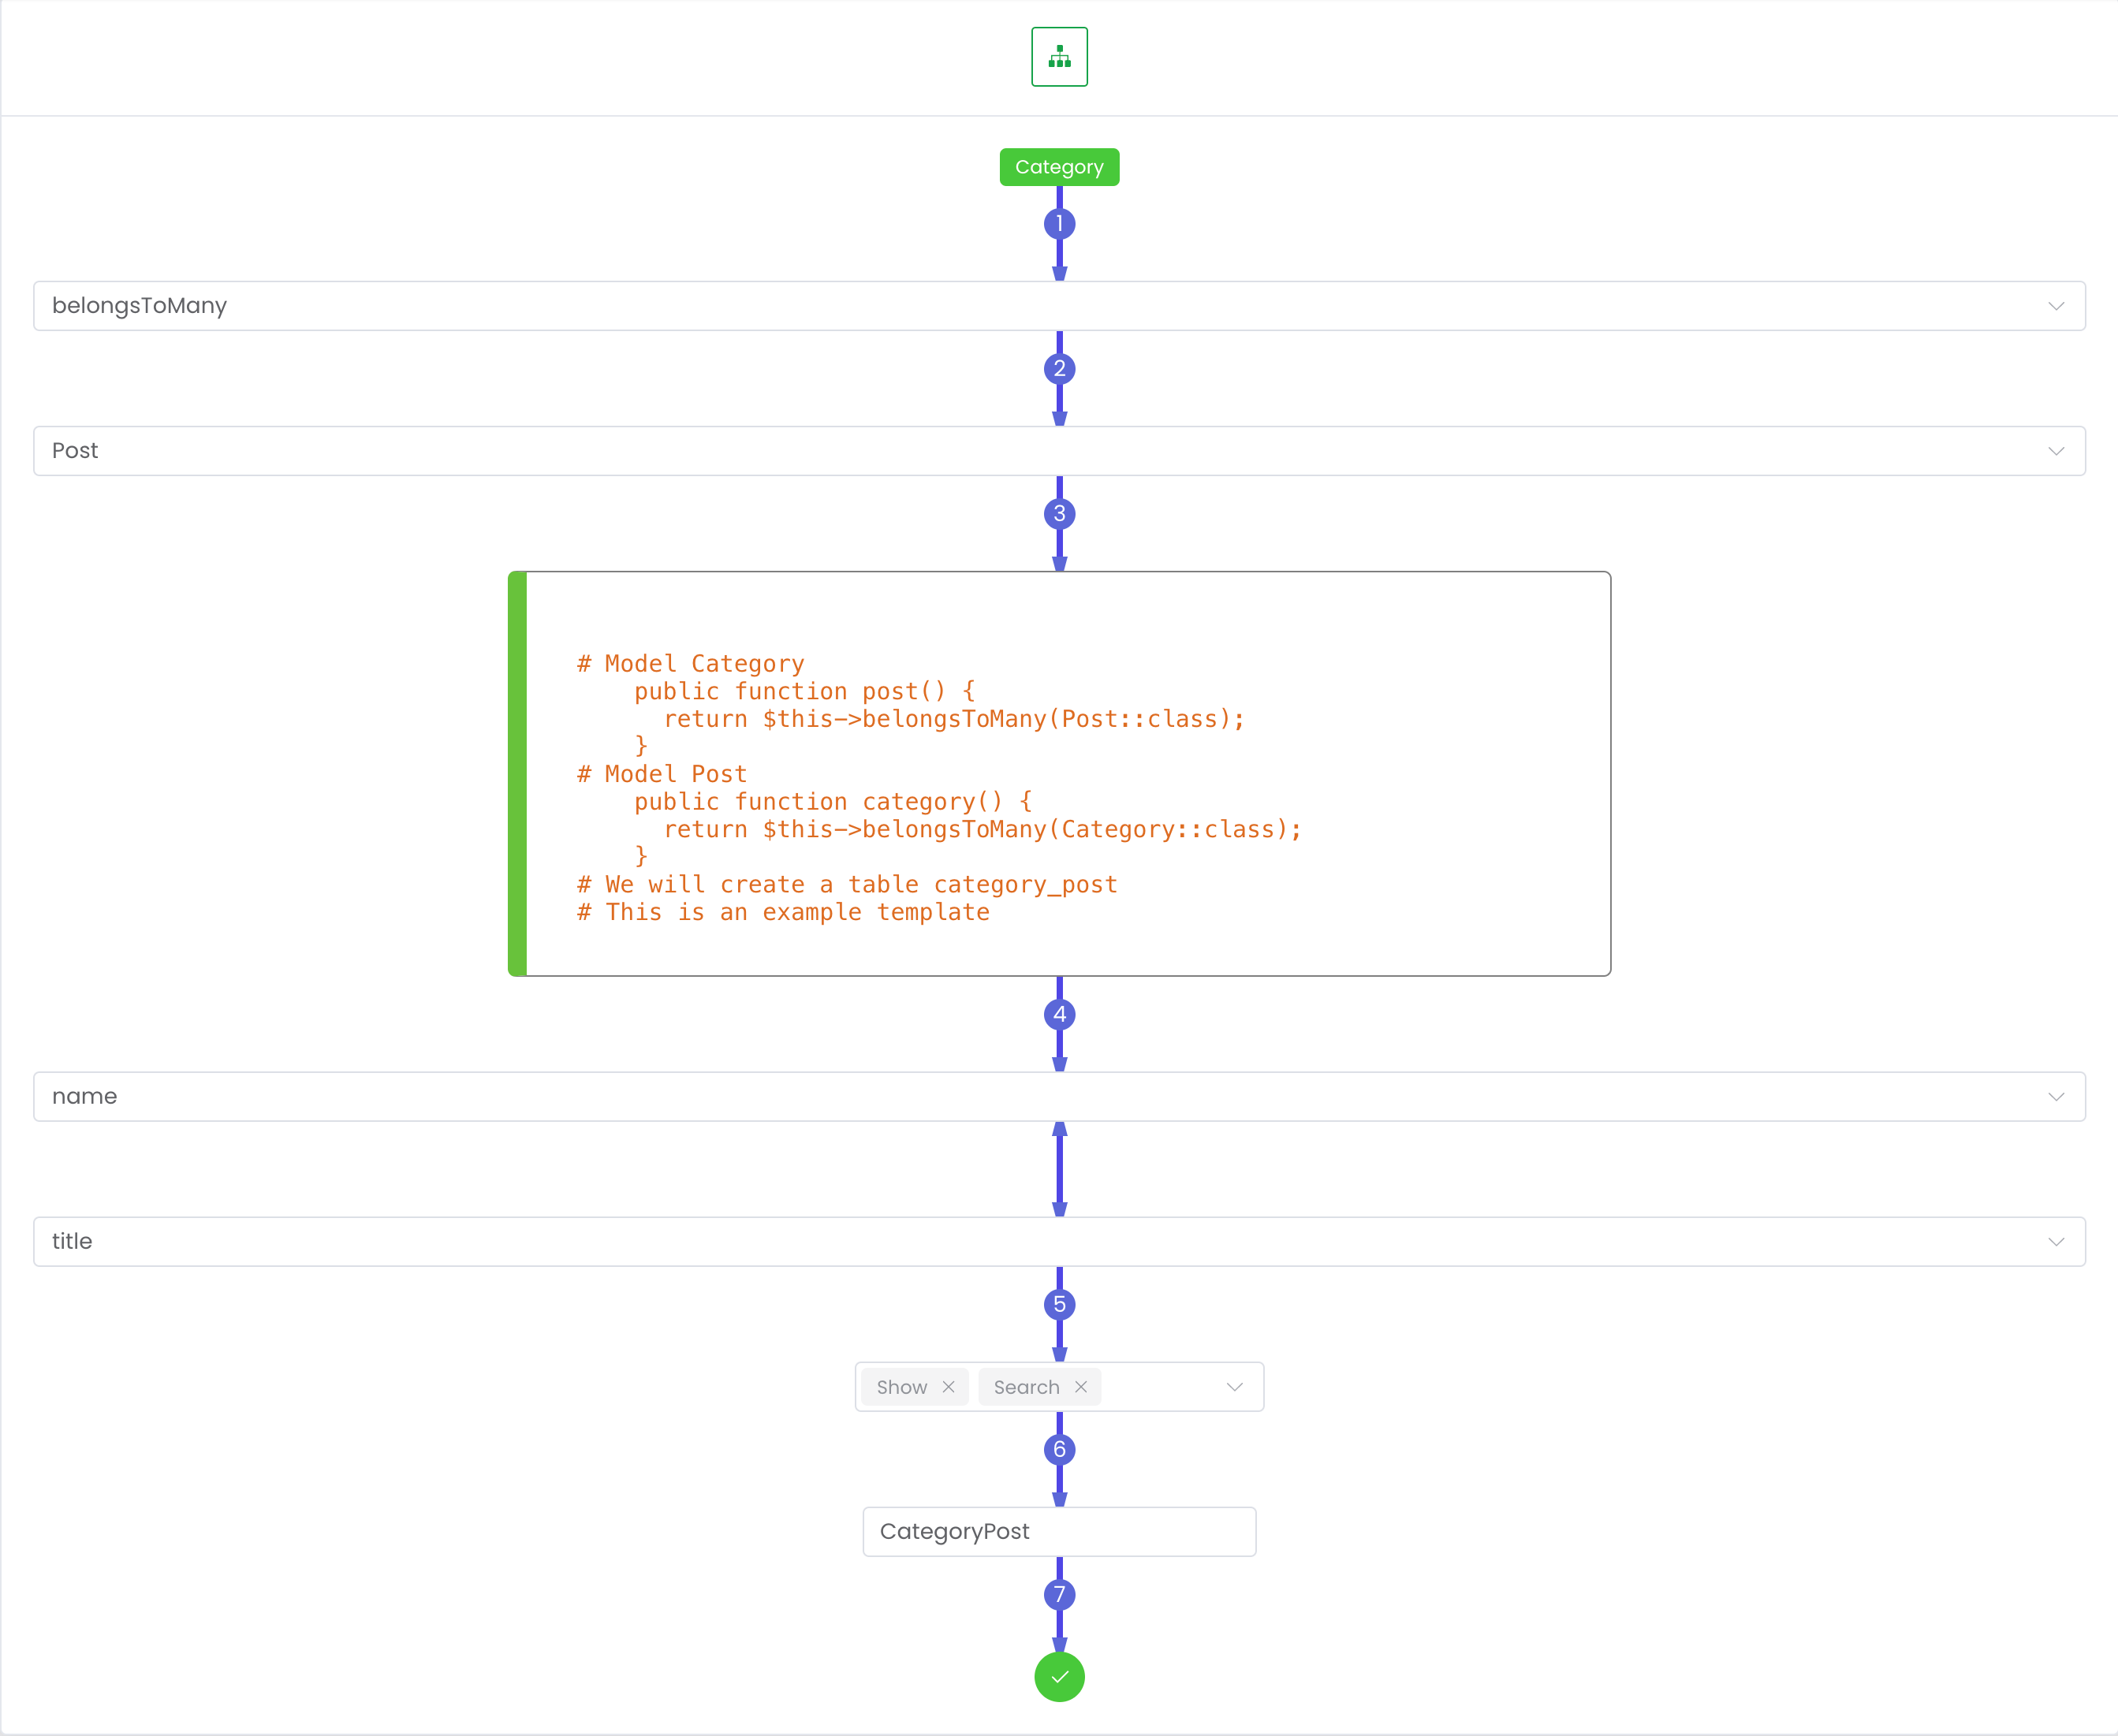 Category
1
belongsToMany
2
Post
3
# Model Category
    public function post() {
      return $this->belongsToMany(Post::class);
    }
# Model Post
    public function category() {
      return $this->belongsToMany(Category::class);
    }
# We will create a table category_post
# This is an example template
4
name
title
5
Show Search
6
CategoryPost
7